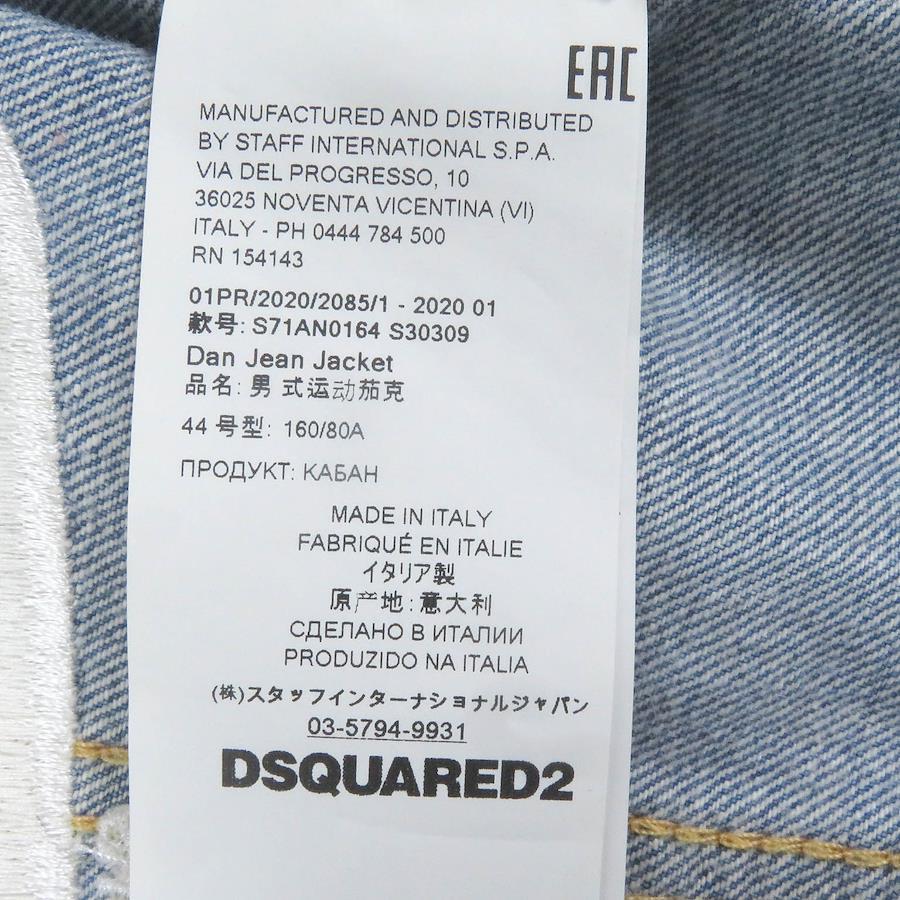 EAC
MANUFACTURED AND DISTRIBUTED
BY STAFF INTERNATIONAL S.P.A.
VIA DEL PROGRESSO, 10
36025 NOVENTA VICENTINA (VI)
ITALY - PH 0444 784 500
RN 154143
01PR/2020/2085/1 - 2020 01
款号: S71AN0164 S30309
Dan Jean Jacket
品名: 男 式运动茄克
44 号型: 160/80A
ПРОДУКТ: КАБАН
MADE IN ITALY
FABRIQUÉ EN ITALIE
イタリア製
原产地:意大利
СДЕЛАНО В ИТАЛИИ
PRODUZIDO NA ITALIA
(株)スタッフインターナショナルジャパン
03-5794-9931
DSQUARED2